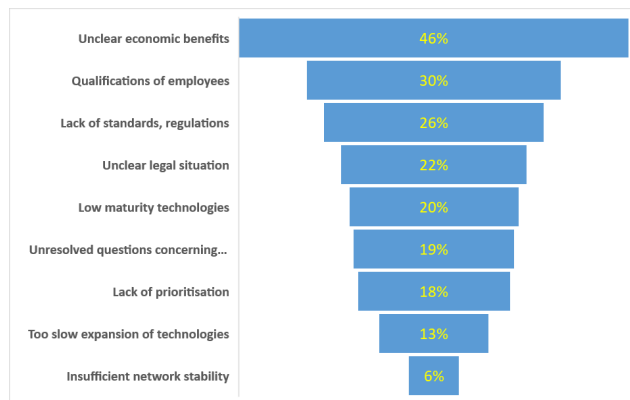 Unclear economic benefits 46%
Qualifications of employees 30%
Lack of standards, regulations 26%
Unclear legal situation 22%
Low maturity technologies 20%
Unresolved questions concerning... 19%
Lack of prioritisation 18%
Too slow expansion of technologies 13%
Insufficient network stability 6%